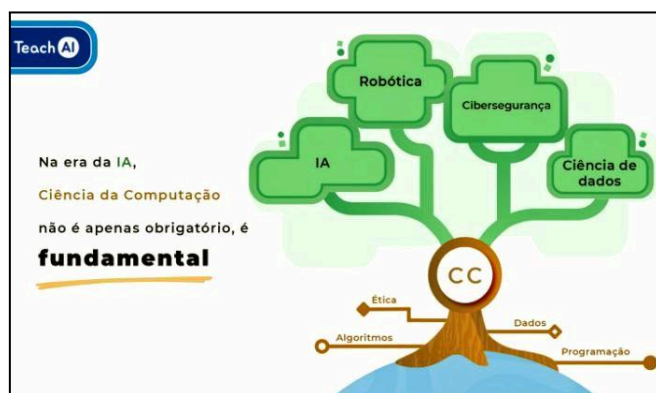 Teach AI
Na era da IA,
Ciência da Computação
não é apenas obrigatório, é
fundamental
Robótica
Cibersegurança
IA
Ciência de
dados
CC
Ética
Dados
Algoritmos
Programação